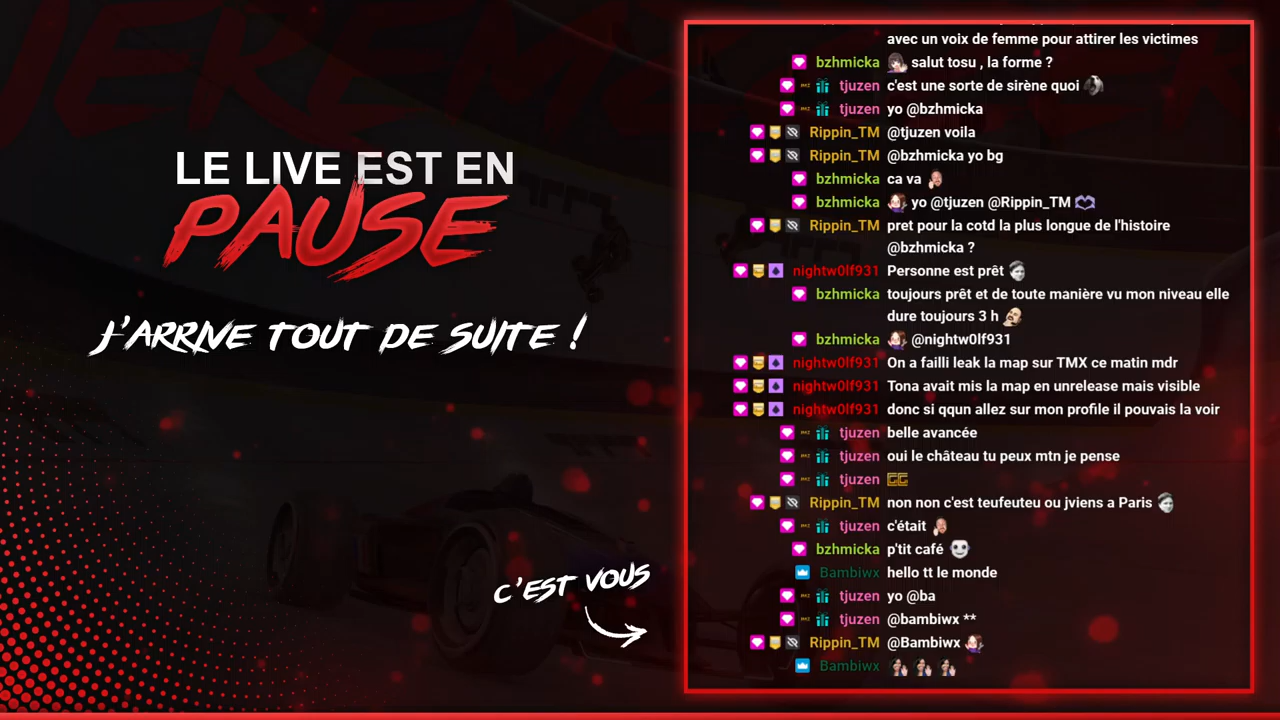 LE LIVE EST EN
PAUSE
J'ARRIVE TOUT DE SUITE !
C'EST VOUS
avec un voix de femme pour attirer les victimes
bzhmicka salut tosu , la forme ?
tjuzen c'est une sorte de sirène quoi
tjuzen yo @bzhmicka
Rippin_TM @tjuzen voila
Rippin_TM @bzhmicka yo bg
bzhmicka ca va
bzhmicka yo @tjuzen @Rippin_TM
Rippin_TM pret pour la cotd la plus longue de l'histoire
@bzhmicka ?
nightw0lf931 Personne est prêt
bzhmicka toujours prêt et de toute manière vu mon niveau elle
dure toujours 3 h
bzhmicka @nightw0lf931
nightw0lf931 On a failli leak la map sur TMX ce matin mdr
nightw0lf931 Tona avait mis la map en unrelease mais visible
nightw0lf931 donc si qqun allez sur mon profile il pouvais la voir
tjuzen belle avancée
tjuzen oui le château tu peux mtn je pense
tjuzen GG
Rippin_TM non non c'est teufeuteu ou jviens a Paris
tjuzen c'était
bzhmicka p'tit café
Bambiwx hello tt le monde
tjuzen yo @ba
tjuzen @bambiwx **
Rippin_TM @Bambiwx
Bambiwx